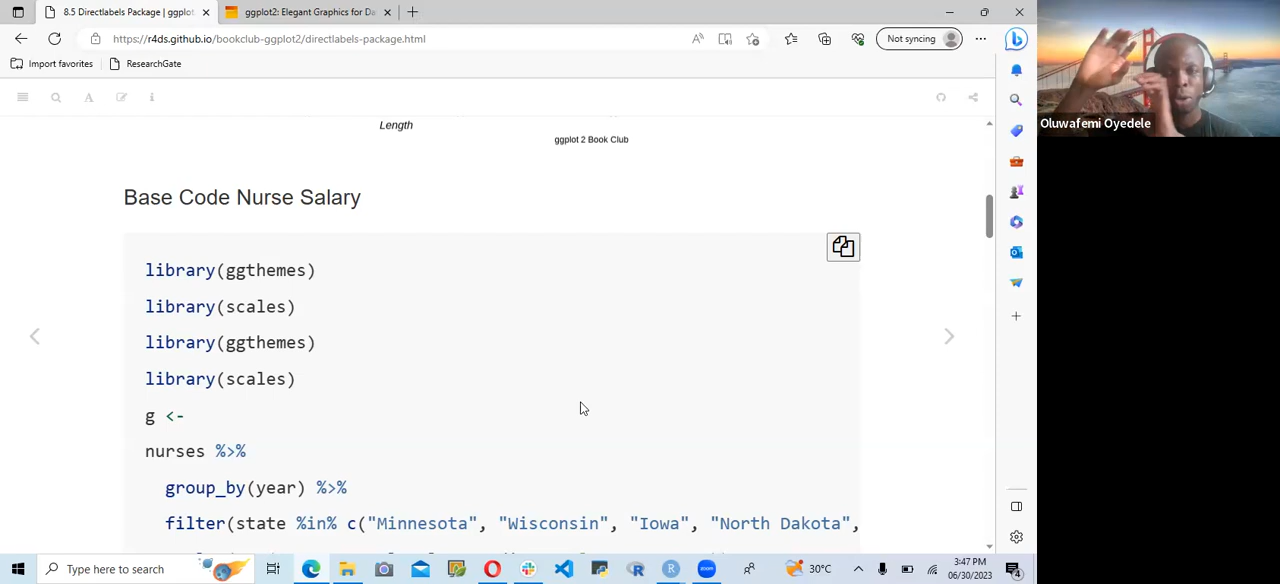 8.5 Directlabels Package | ggplot
ggplot2: Elegant Graphics for Da
https://r4ds.github.io/bookclub-ggplot2/directlabels-package.html
Not syncing
Import favorites
ResearchGate
Oluwafemi Oyedele
Length
ggplot 2 Book Club
Base Code Nurse Salary
library(ggthemes)
library(scales)
library(ggthemes)
library(scales)
g <-
nurses %>%
group_by(year) %>%
filter(state %in% c("Minnesota", "Wisconsin", "Iowa", "North Dakota",
Type here to search
30°C
3:47 PM
06/30/2023